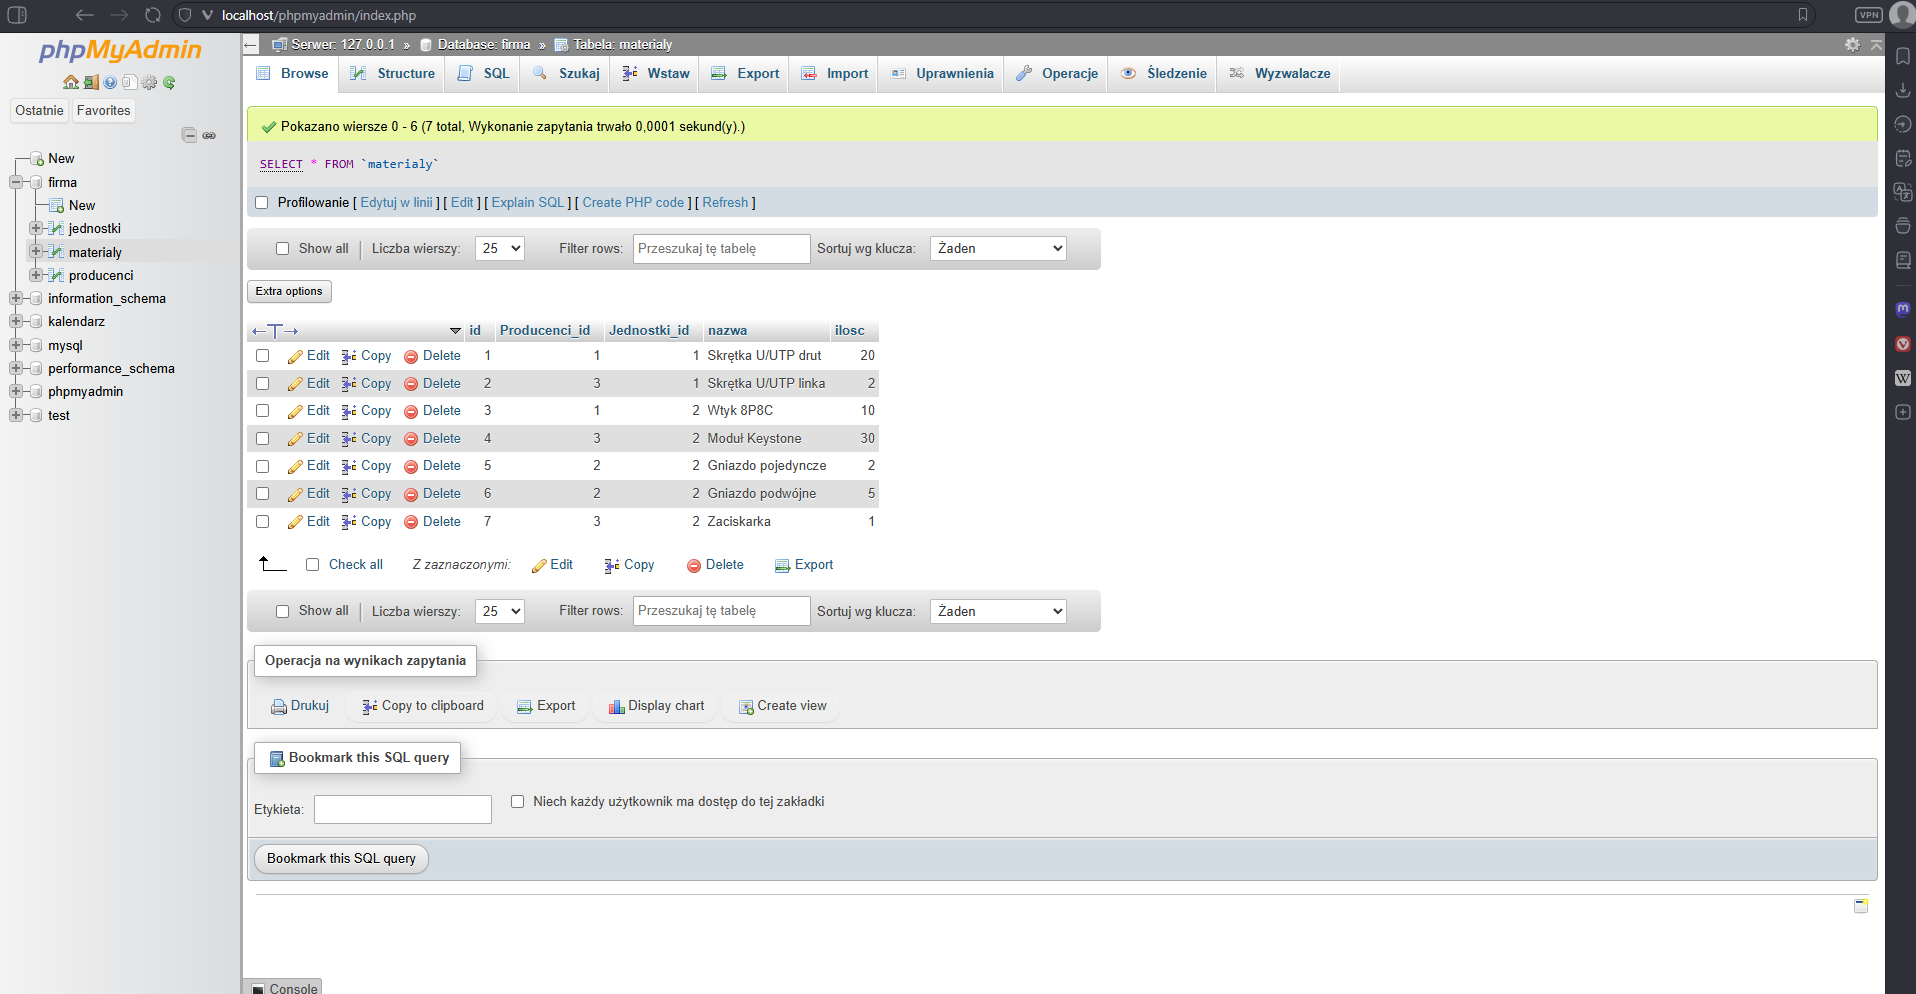 localhost/phpmyadmin/index.php
VPN
phpMyAdmin
Ostatnie Favorites
New
firma
New
jednostki
materialy
producenci
information_schema
kalendarz
mysql
performance_schema
phpmyadmin
test
Serwer: 127.0.0.1 » Database: firma » Tabela: materialy
Browse Structure SQL Szukaj Wstaw Export Import Uprawnienia Operacje Śledzenie Wyzwalacze
Pokazano wiersze 0 - 6 (7 total, Wykonanie zapytania trwało 0,0001 sekund(y).)
SELECT * FROM `materialy`
Profilowanie [ Edytuj w linii ] [ Edit ] [ Explain SQL ] [ Create PHP code ] [ Refresh ]
Show all | Liczba wierszy: 25 Filter rows: Przeszukaj tę tabelę Sortuj wg klucza: Żaden
Extra options
←T→ id Producenci_id Jednostki_id nazwa ilosc
Edit Copy Delete 1 1 1 Skrętka U/UTP drut 20
Edit Copy Delete 2 3 1 Skrętka U/UTP linka 2
Edit Copy Delete 3 1 2 Wtyk 8P8C 10
Edit Copy Delete 4 3 2 Moduł Keystone 30
Edit Copy Delete 5 2 2 Gniazdo pojedyncze 2
Edit Copy Delete 6 2 2 Gniazdo podwójne 5
Edit Copy Delete 7 3 2 Zaciskarka 1
Check all Z zaznaczonymi: Edit Copy Delete Export
Show all | Liczba wierszy: 25 Filter rows: Przeszukaj tę tabelę Sortuj wg klucza: Żaden
Operacja na wynikach zapytania
Drukuj Copy to clipboard Export Display chart Create view
Bookmark this SQL query
Etykieta: Niech każdy użytkownik ma dostęp do tej zakładki
Bookmark this SQL query
Console